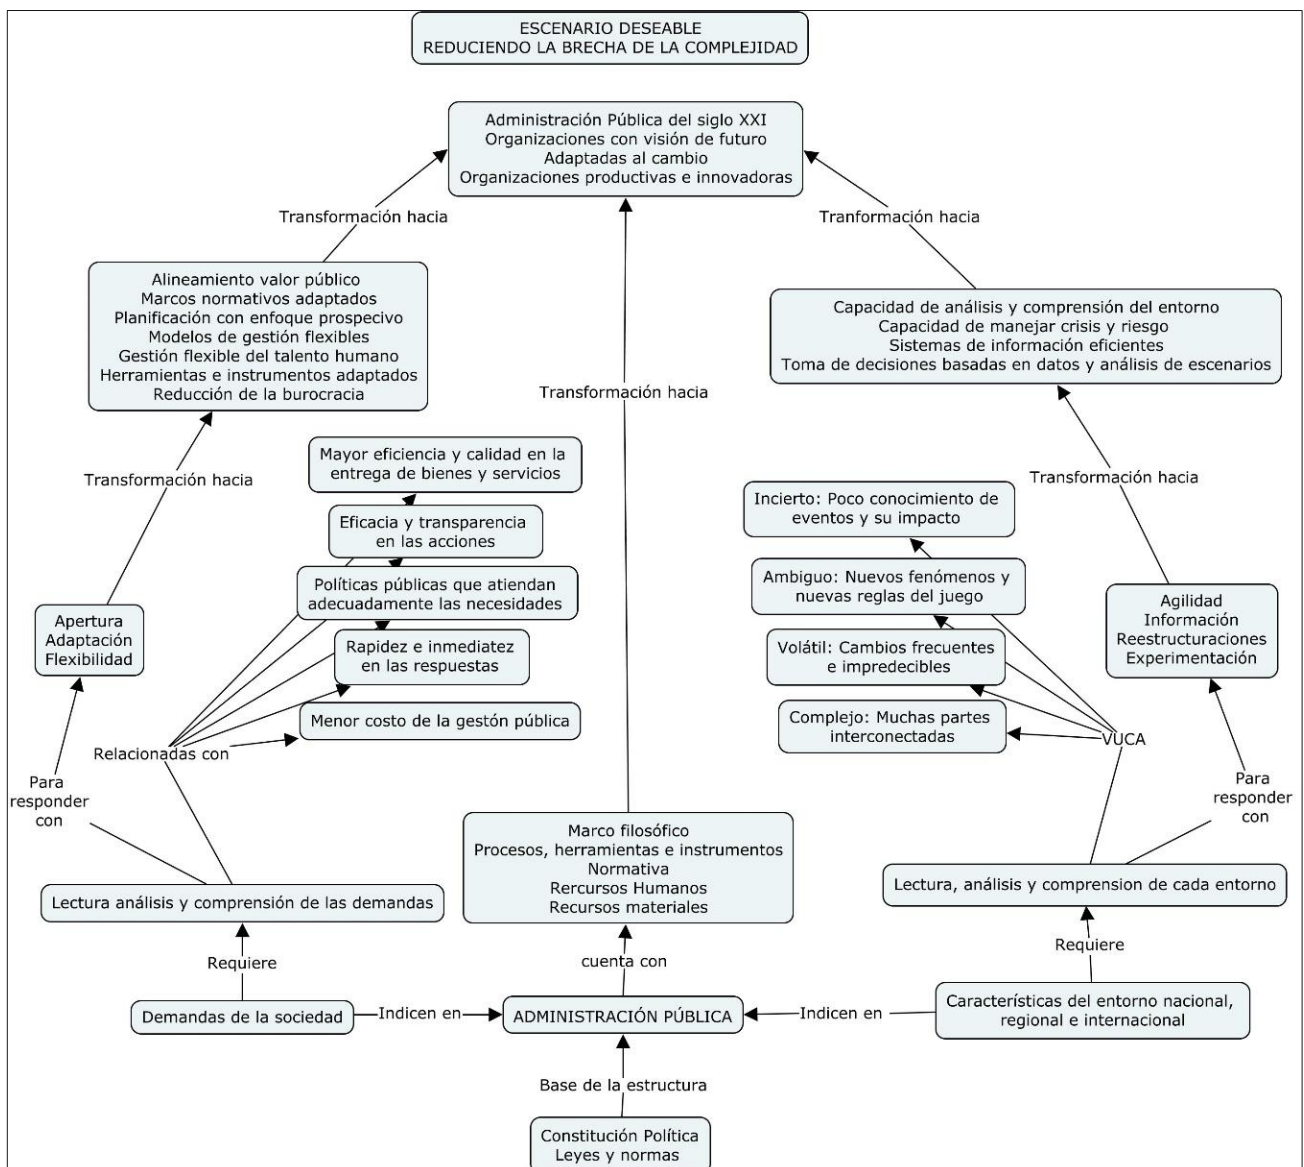 ESCENARIO DESEABLE
REDUCIENDO LA BRECHA DE LA COMPLEJIDAD
Administración Pública del siglo XXI
Organizaciones con visión de futuro
Adaptadas al cambio
Organizaciones productivas e innovadoras
Transformación hacia
Tranformación hacia
Alineamiento valor público
Marcos normativos adaptados
Planificación con enfoque prospecivo
Modelos de gestión flexibles
Gestión flexible del talento humano
Herramientas e instrumentos adaptados
Reducción de la burocracia
Capacidad de análisis y comprensión del entorno
Capacidad de manejar crisis y riesgo
Sistemas de información eficientes
Toma de decisiones basadas en datos y análisis de escenarios
Transformación hacia
Transformación hacia
Transformación hacia
Mayor eficiencia y calidad en la
entrega de bienes y servicios
Eficacia y transparencia
en las acciones
Políticas públicas que atiendan
adecuadamente las necesidades
Rapidez e inmediatez
en las respuestas
Menor costo de la gestón pública
Incierto: Poco conocimiento de
eventos y su impacto
Ambiguo: Nuevos fenómenos y
nuevas reglas del juego
Volátil: Cambios frecuentes
e impredecibles
Complejo: Muchas partes
interconectadas
Apertura
Adaptación
Flexibilidad
Agilidad
Información
Reestructuraciones
Experimentación
Relacionadas con
VUCA
Para
responder
con
Para
responder
con
Marco filosófico
Procesos, herramientas e instrumentos
Normativa
Rercursos Humanos
Recursos materiales
Lectura análisis y comprensión de las demandas
Lectura, análisis y comprension de cada entorno
Requiere
cuenta con
Requiere
Demandas de la sociedad
Indicen en
ADMINISTRACIÓN PÚBLICA
Indicen en
Características del entorno nacional,
regional e internacional
Base de la estructura
Constitución Política
Leyes y normas